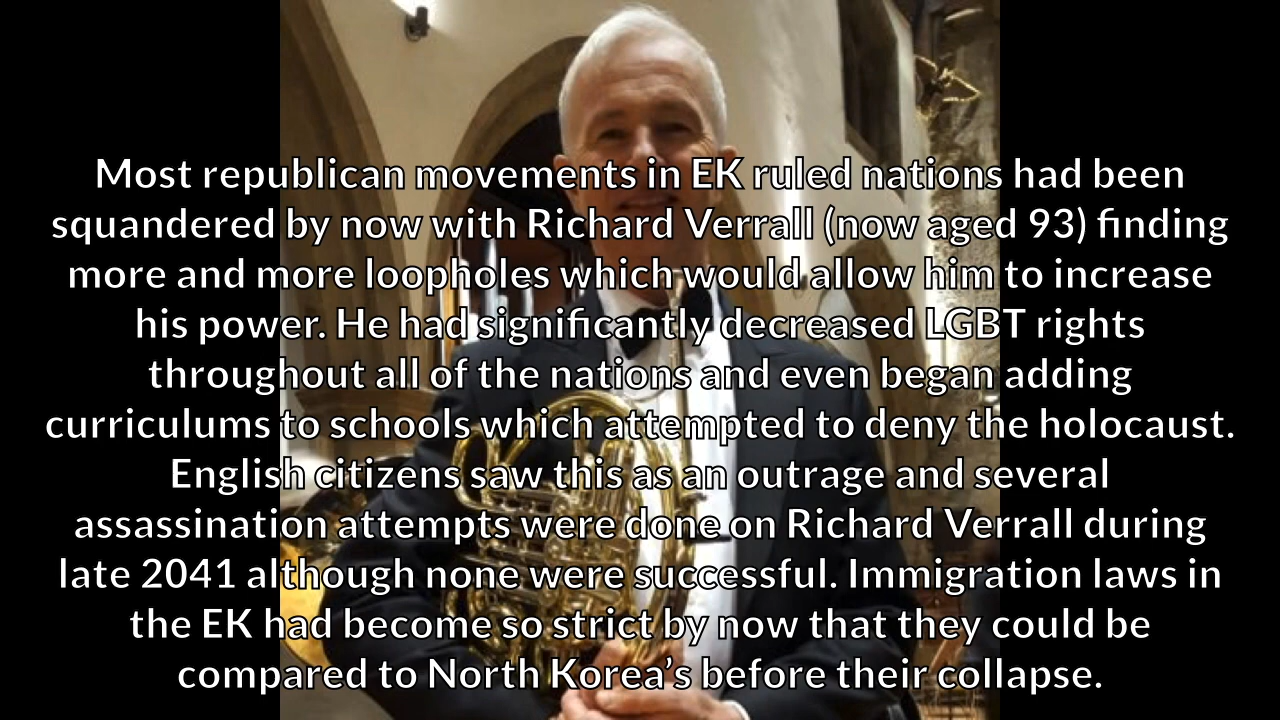 Most republican movements in EK ruled nations had been
squandered by now with Richard Verrall (now aged 93) finding
more and more loopholes which would allow him to increase
his power. He had significantly decreased LGBT rights
throughout all of the nations and even began adding
curriculums to schools which attempted to deny the holocaust.
English citizens saw this as an outrage and several
assassination attempts were done on Richard Verrall during
late 2041 although none were successful. Immigration laws in
the EK had become so strict by now that they could be
compared to North Korea’s before their collapse.